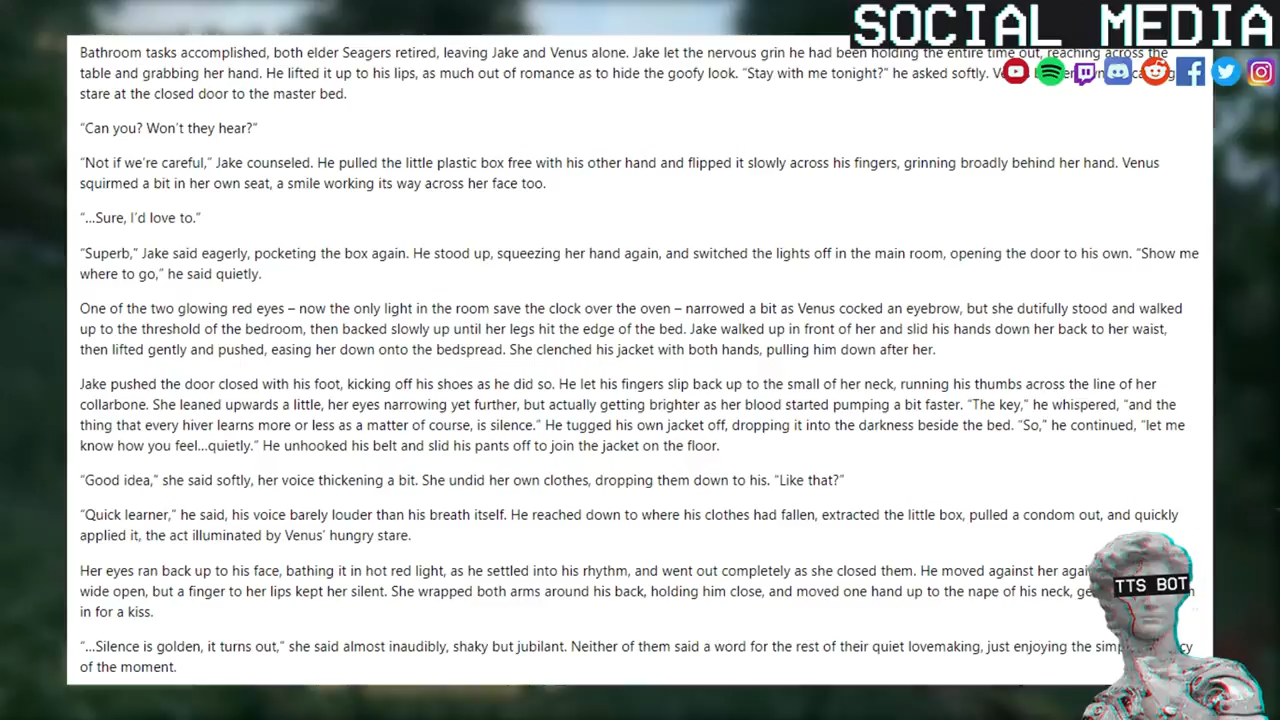 SOCIAL MEDIA
Bathroom tasks accomplished, both elder Seagers retired, leaving Jake and Venus alone. Jake let the nervous grin he had been holding the entire time out, reaching across the
table and grabbing her hand. He lifted it up to his lips, as much out of romance as to hide the goofy look. “Stay with me tonight?” he asked softly.
stare at the closed door to the master bed.
“Can you? Won’t they hear?”
“Not if we’re careful,” Jake counseled. He pulled the little plastic box free with his other hand and flipped it slowly across his fingers, grinning broadly behind her hand. Venus
squirmed a bit in her own seat, a smile working its way across her face too.
“…Sure, I’d love to.”
“Superb,” Jake said eagerly, pocketing the box again. He stood up, squeezing her hand again, and switched the lights off in the main room, opening the door to his own. “Show me
where to go,” he said quietly.
One of the two glowing red eyes – now the only light in the room save the clock over the oven – narrowed a bit as Venus cocked an eyebrow, but she dutifully stood and walked
up to the threshold of the bedroom, then backed slowly up until her legs hit the edge of the bed. Jake walked up in front of her and slid his hands down her back to her waist,
then lifted gently and pushed, easing her down onto the bedspread. She clenched his jacket with both hands, pulling him down after her.
Jake pushed the door closed with his foot, kicking off his shoes as he did so. He let his fingers slip back up to the small of her neck, running his thumbs across the line of her
collarbone. She leaned upwards a little, her eyes narrowing yet further, but actually getting brighter as her blood started pumping a bit faster. “The key,” he whispered, “and the
thing that every hiver learns more or less as a matter of course, is silence.” He tugged his own jacket off, dropping it into the darkness beside the bed. “So,” he continued, “let me
know how you feel…quietly.” He unhooked his belt and slid his pants off to join the jacket on the floor.
“Good idea,” she said softly, her voice thickening a bit. She undid her own clothes, dropping them down to his. “Like that?”
“Quick learner,” he said, his voice barely louder than his breath itself. He reached down to where his clothes had fallen, extracted the little box, pulled a condom out, and quickly
applied it, the act illuminated by Venus’ hungry stare.
Her eyes ran back up to his face, bathing it in hot red light, as he settled into his rhythm, and went out completely as she closed them. He moved against her
wide open, but a finger to her lips kept her silent. She wrapped both arms around his back, holding him close, and moved one hand up to the nape of his neck,
in for a kiss.
“…Silence is golden, it turns out,” she said almost inaudibly, shaky but jubilant. Neither of them said a word for the rest of their quiet lovemaking, just enjoying the
of the moment.
TTS BOT